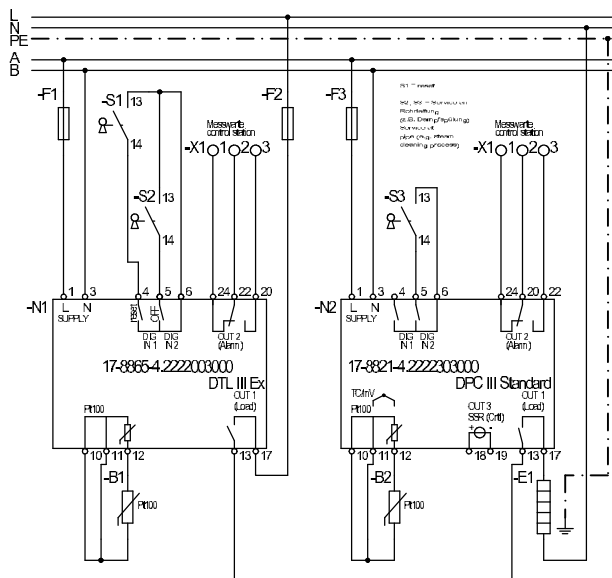 L
N
PE
A
B
-F1
-S1
13
14
-S2
13
14
Messwarte
control station
-X1
1
2
3
-F2
-F3
S1 = reset
-S3
13
14
Messwarte
control station
-X1
1
2
3
-N1
1
3
4
5
6
24
22
20
L
N
SUPPLY
reset
OFF
DIG
IN 1
DIG
IN 2
OUT 2
(Alarm)
17-8865-4.2222003000
DTL III Ex
OUT 1
(Load)
Pt100
10
11
12
13
17
-B1
Pt100
-N2
1
3
4
5
6
24
20
22
L
N
SUPPLY
DIG
IN 1
DIG
IN 2
OUT 2
(Alarm)
17-8821-4.22222303000
DPC III Standard
TC/mV
Pt100
OUT 3
SSR (Cntl)
+
-
OUT 1
(Load)
10
11
12
18
19
13
17
-B2
Pt100
-E1